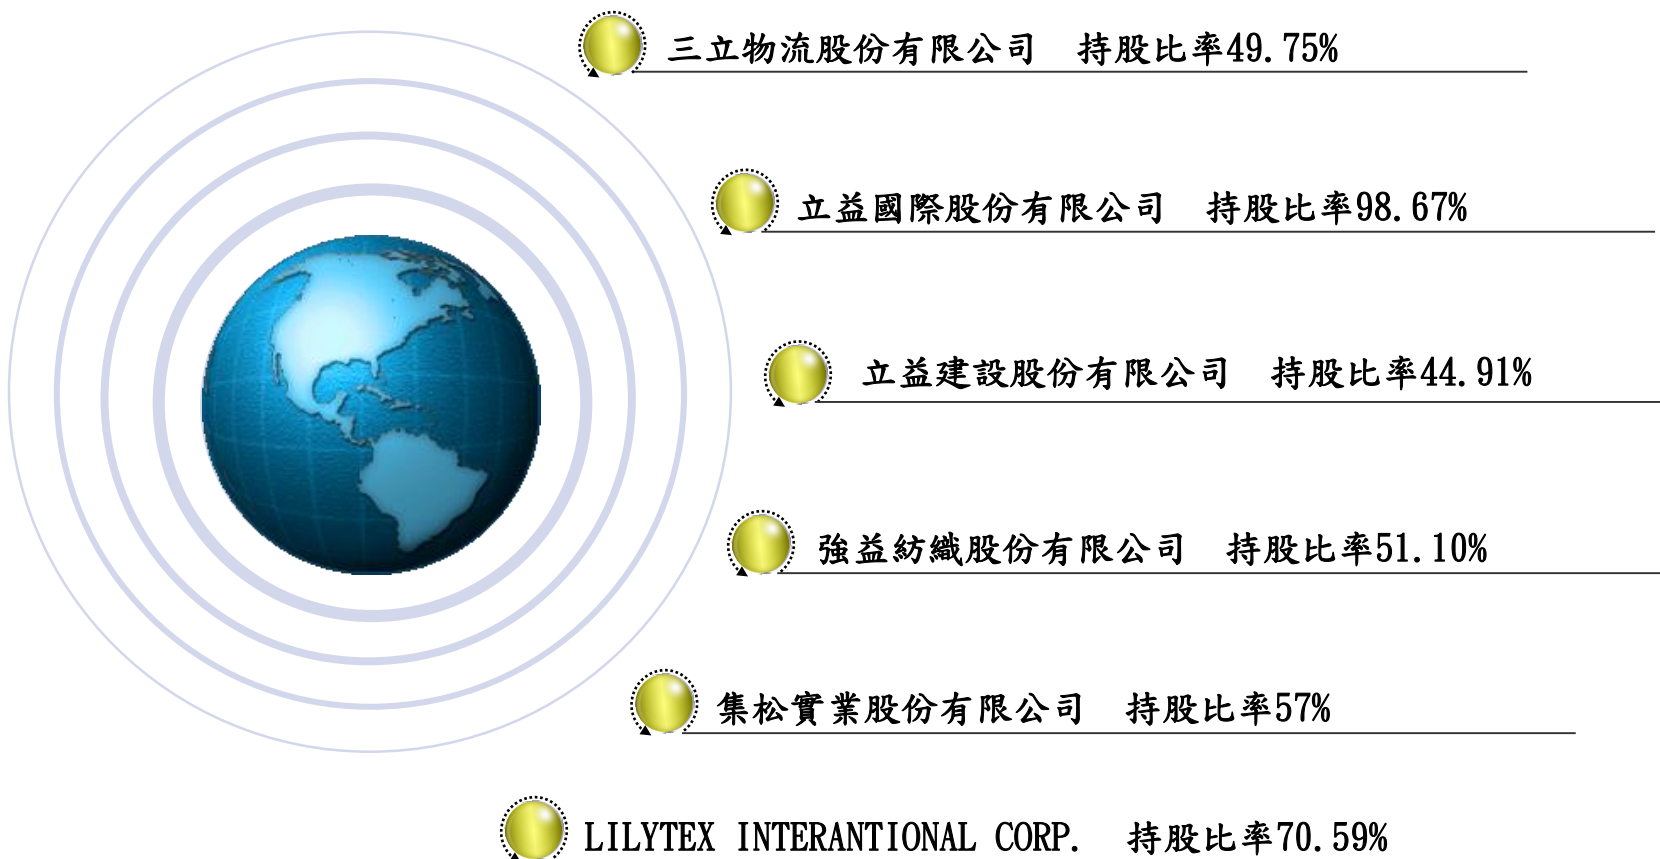 三立物流股份有限公司 持股比率49.75%
立益國際股份有限公司 持股比率98.67%
立益建設股份有限公司 持股比率44.91%
強益紡織股份有限公司 持股比率51.10%
集松實業股份有限公司 持股比率57%
LILYTEX INTERANTIONAL CORP. 持股比率70.59%